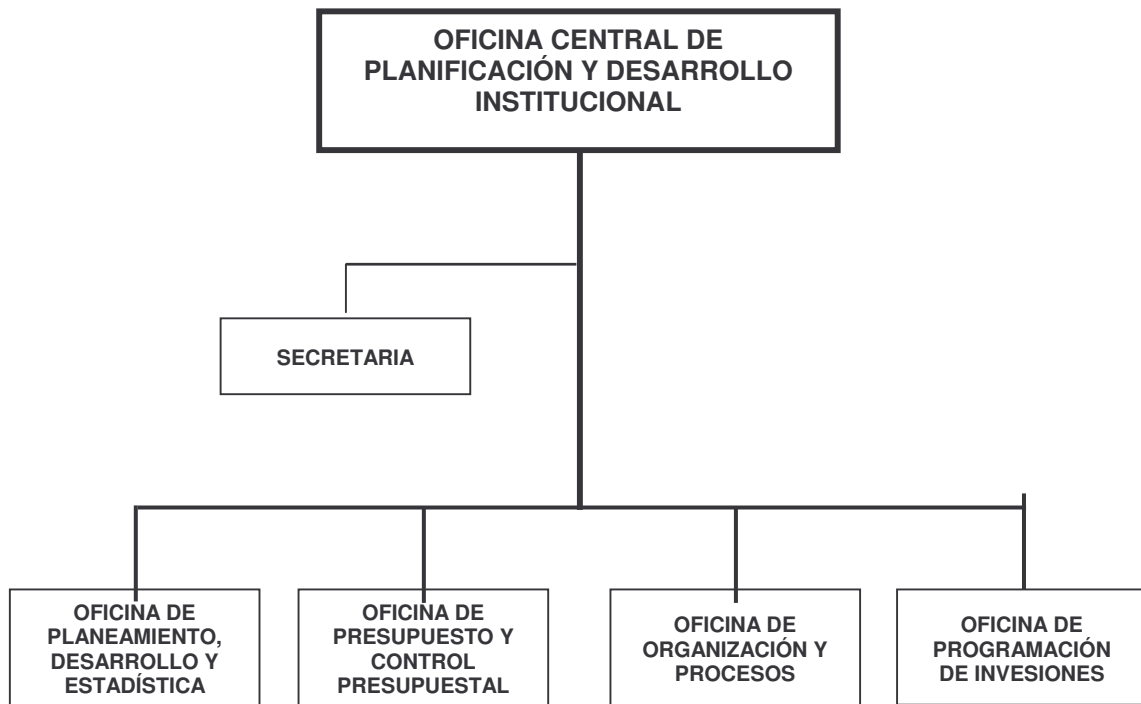 OFICINA CENTRAL DE
PLANIFICACIÓN Y DESARROLLO
INSTITUCIONAL
SECRETARIA
OFICINA DE
PLANEAMIENTO,
DESARROLLO Y
ESTADÍSTICA
OFICINA DE
PRESUPUESTO Y
CONTROL
PRESUPUESTAL
OFICINA DE
ORGANIZACIÓN Y
PROCESOS
OFICINA DE
PROGRAMACIÓN
DE INVESIONES